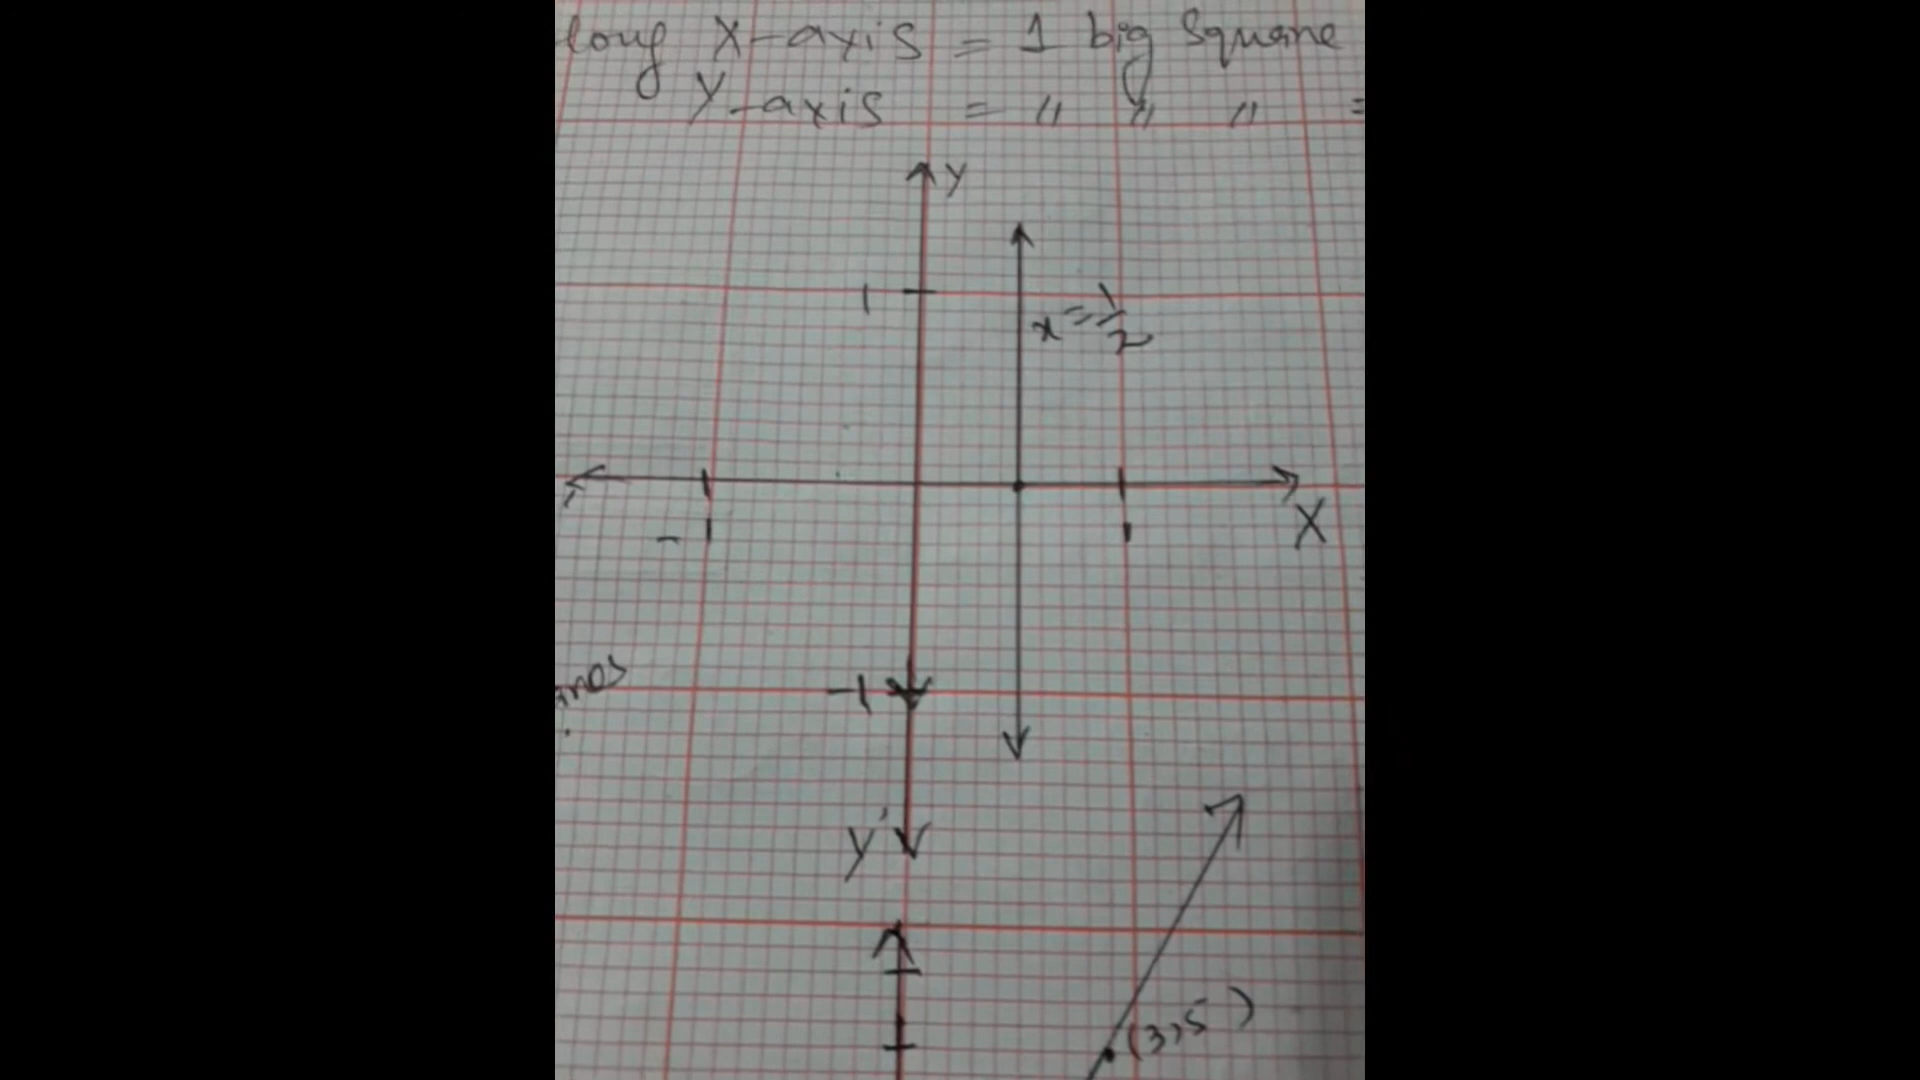 long X-axis = 1 big Square
Y-axis = " " " =
Y
1
x = 1/2
-1
1
X
-1
Y'
(3,5)